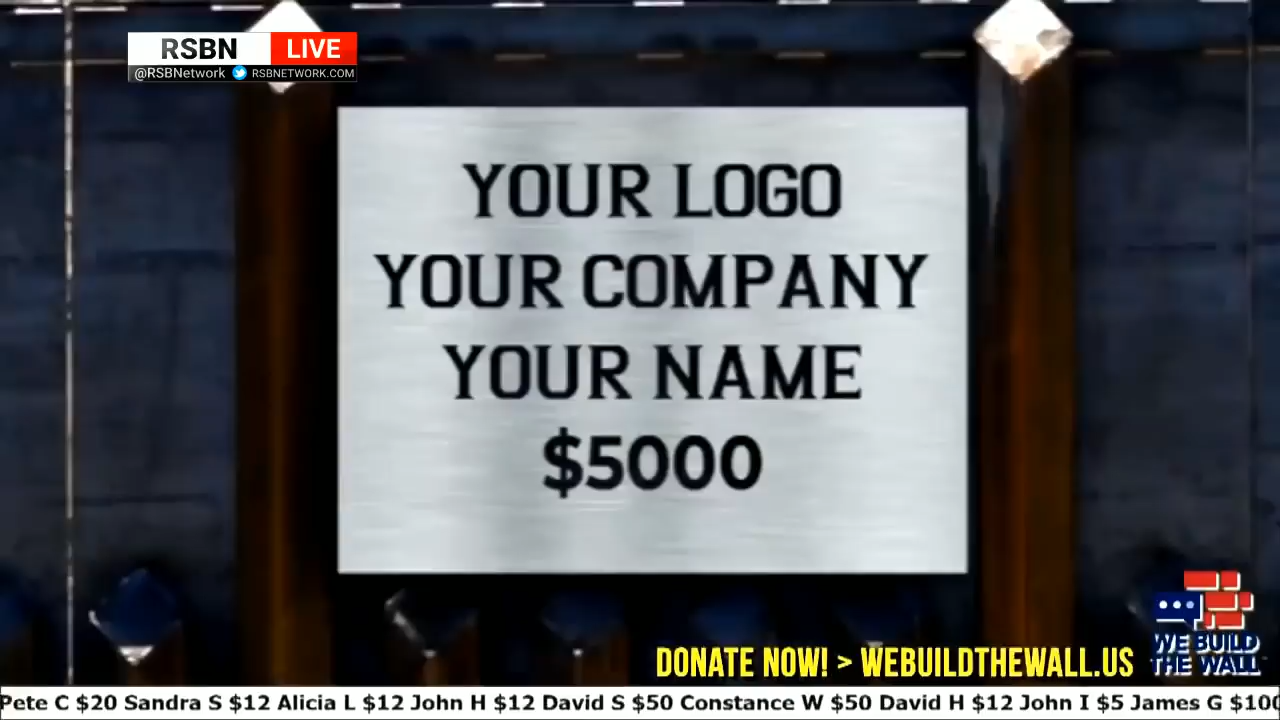 RSBN LIVE
@RSBNetwork RSBNETWORK.COM
YOUR LOGO
YOUR COMPANY
YOUR NAME
$5000
WE BUILD
THE WALL
DONATE NOW! > WEBUILDTHEWALL.US
Pete C $20 Sandra S $12 Alicia L $12 John H $12 David S $50 Constance W $50 David H $12 John I $5 James G $100